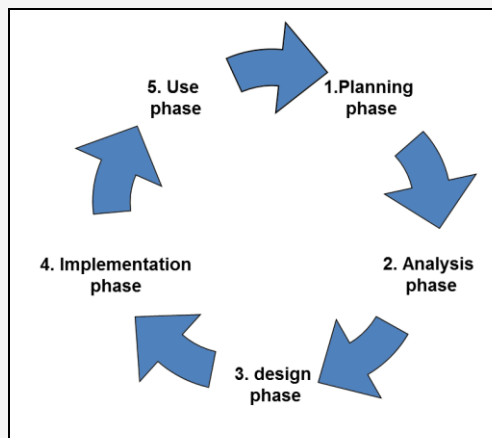 1.Planning
phase
2. Analysis
phase
3. design
phase
4. Implementation
phase
5. Use
phase